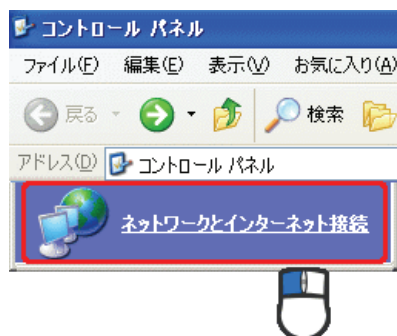 コントロール パネル
ファイル(F) 編集(E) 表示(V) お気に入り(A)
戻る 検索
アドレス(D) コントロール パネル
ネットワークとインターネット接続